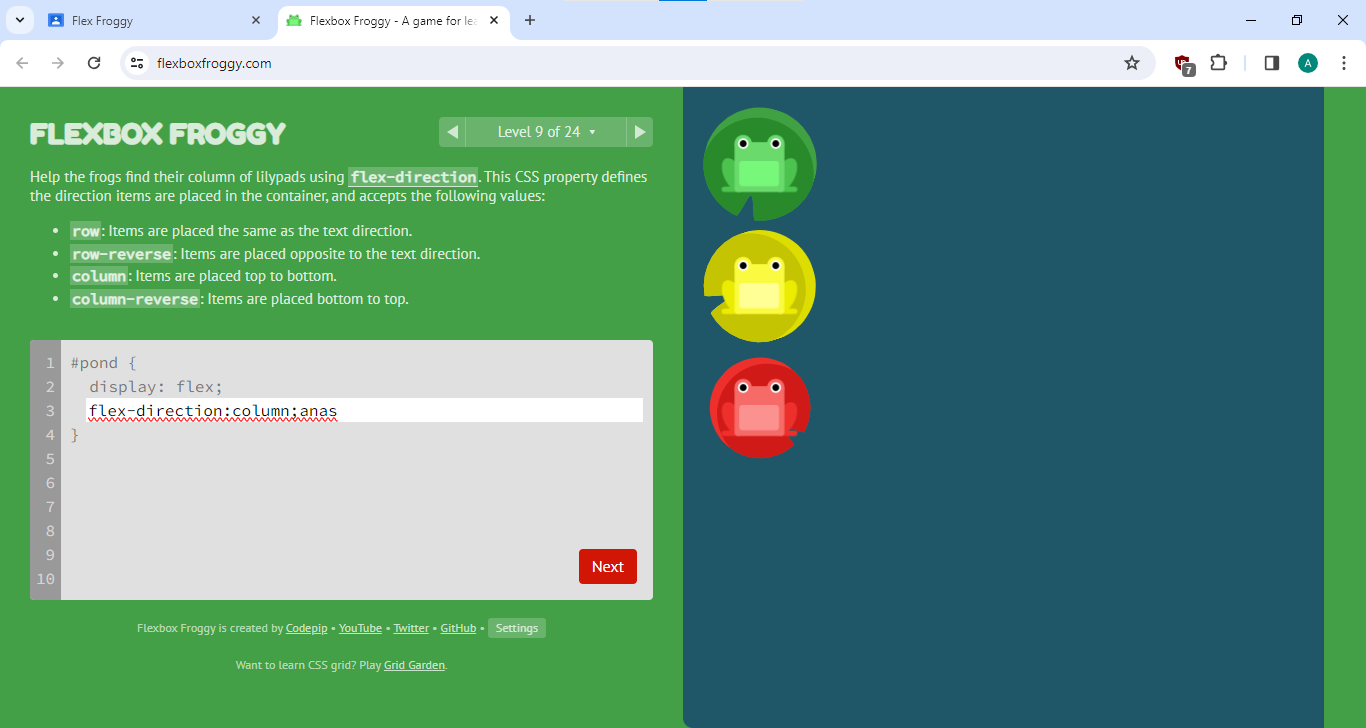 Flex Froggy
Flexbox Froggy - A game for lea
flexboxfroggy.com
7
A
FLEXBOX FROGGY
Level 9 of 24
Help the frogs find their column of lilypads using flex-direction. This CSS property defines
the direction items are placed in the container, and accepts the following values:
• row: Items are placed the same as the text direction.
• row-reverse: Items are placed opposite to the text direction.
• column: Items are placed top to bottom.
• column-reverse: Items are placed bottom to top.
1 #pond {
2 display: flex;
3 flex-direction:column;anas
4 }
5
6
7
8
9
10
Next
Flexbox Froggy is created by Codepip • YouTube • Twitter • GitHub • Settings
Want to learn CSS grid? Play Grid Garden.